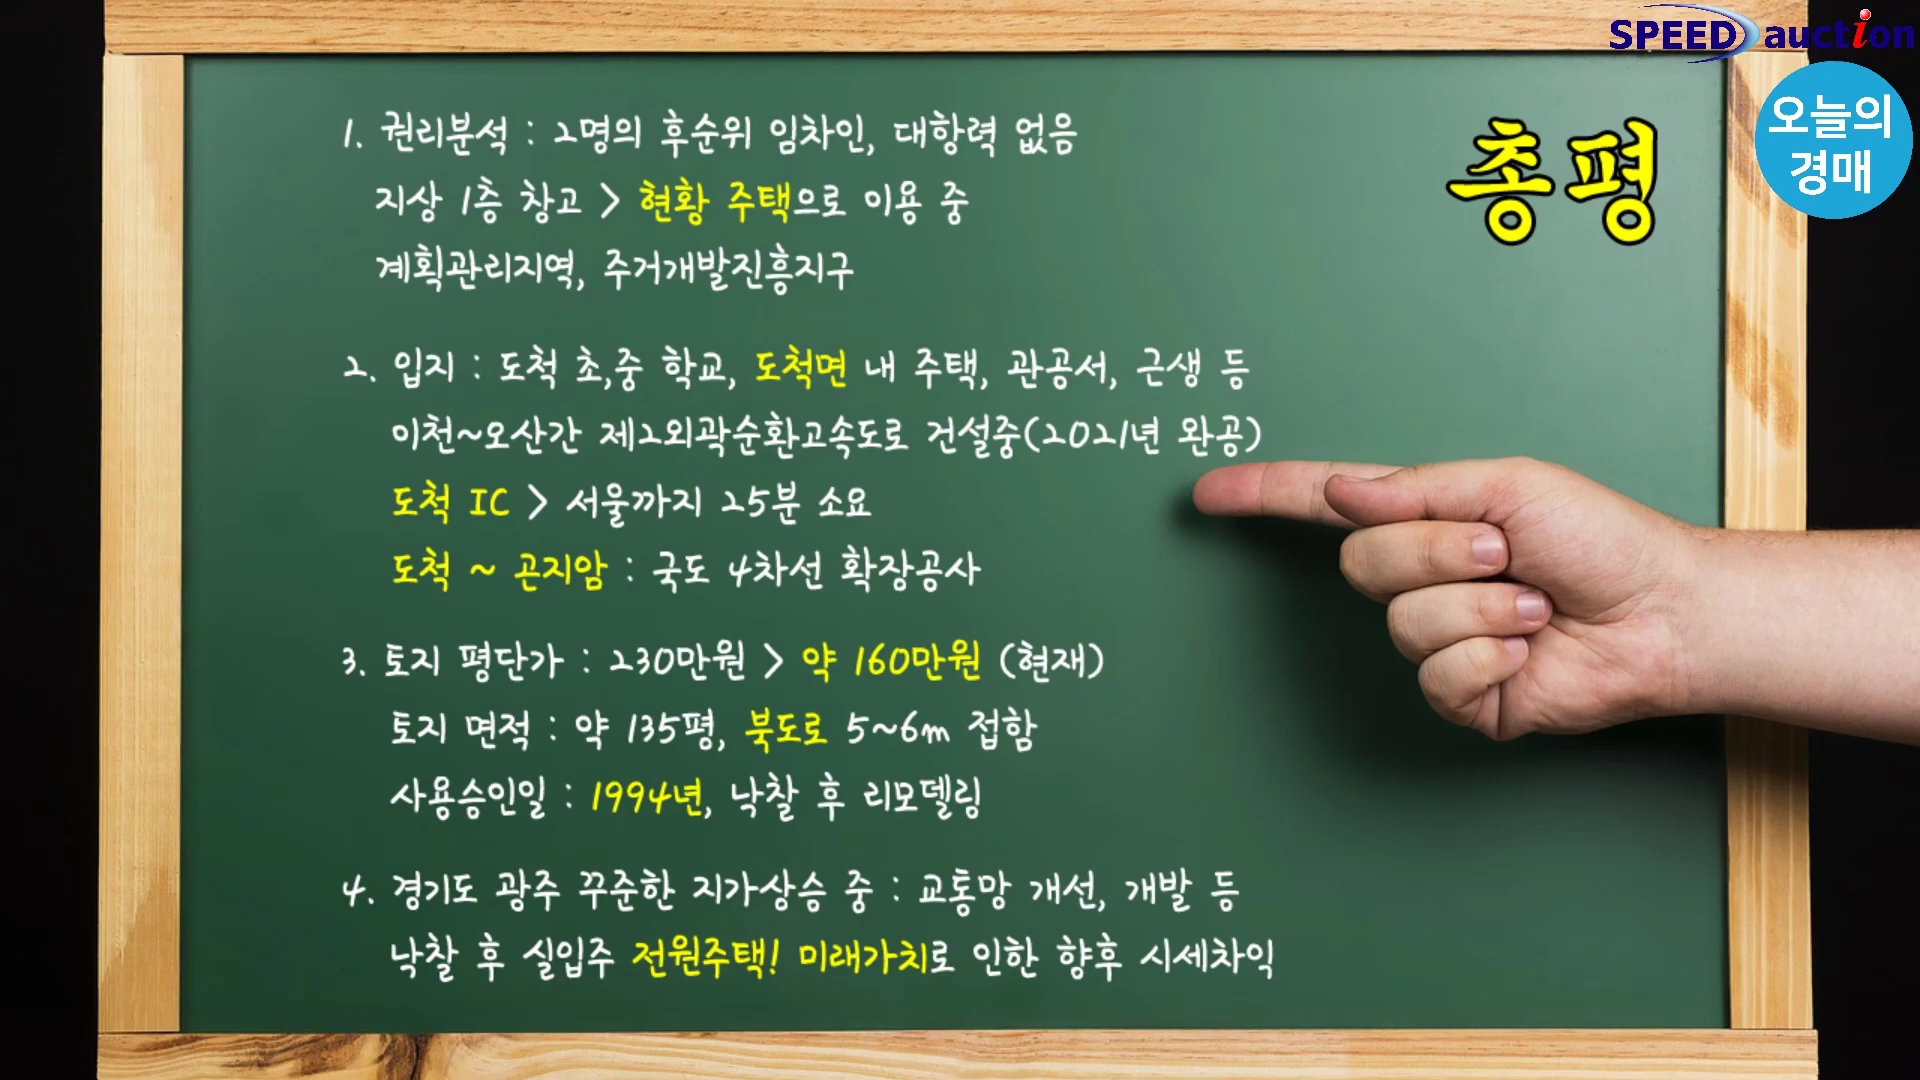 SPEED auction
오늘의
경매
총평
1. 권리분석 : 2명의 후순위 임차인, 대항력 없음
지상 1층 창고 > 현황 주택으로 이용 중
계획관리지역, 주거개발진흥지구
2. 입지 : 도척 초,중 학교, 도척면 내 주택, 관공서, 근생 등
이천~오산간 제2외곽순환고속도로 건설중(2021년 완공)
도척 IC > 서울까지 25분 소요
도척 ~ 곤지암 : 국도 4차선 확장공사
3. 토지 평단가 : 230만원 > 약 160만원 (현재)
토지 면적 : 약 135평, 북도로 5~6m 접함
사용승인일 : 1994년, 낙찰 후 리모델링
4. 경기도 광주 꾸준한 지가상승 중 : 교통망 개선, 개발 등
낙찰 후 실입주 전원주택! 미래가치로 인한 향후 시세차익